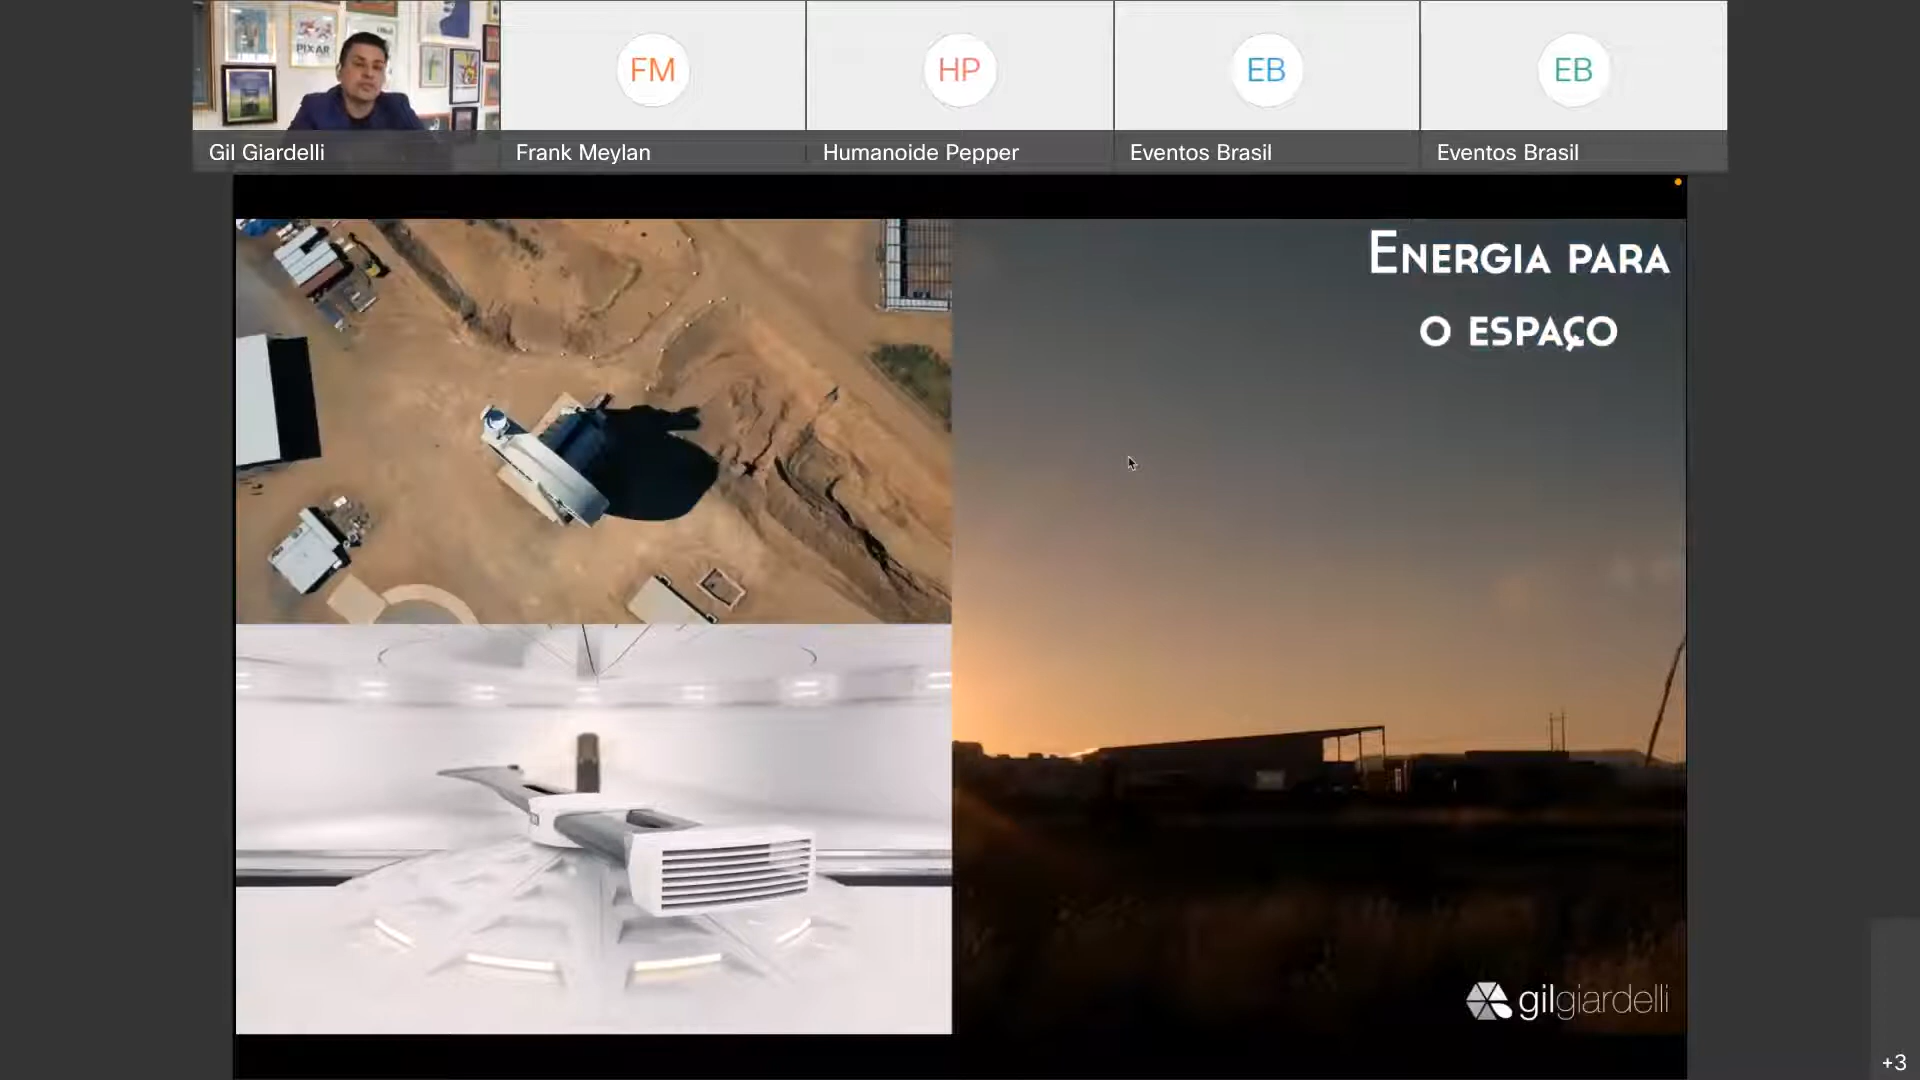 PIXAR
FM
HP
EB
EB
Gil Giardelli
Frank Meylan
Humanoide Pepper
Eventos Brasil
Eventos Brasil
ENERGIA PARA
O ESPAÇO
gilgiardelli
+3